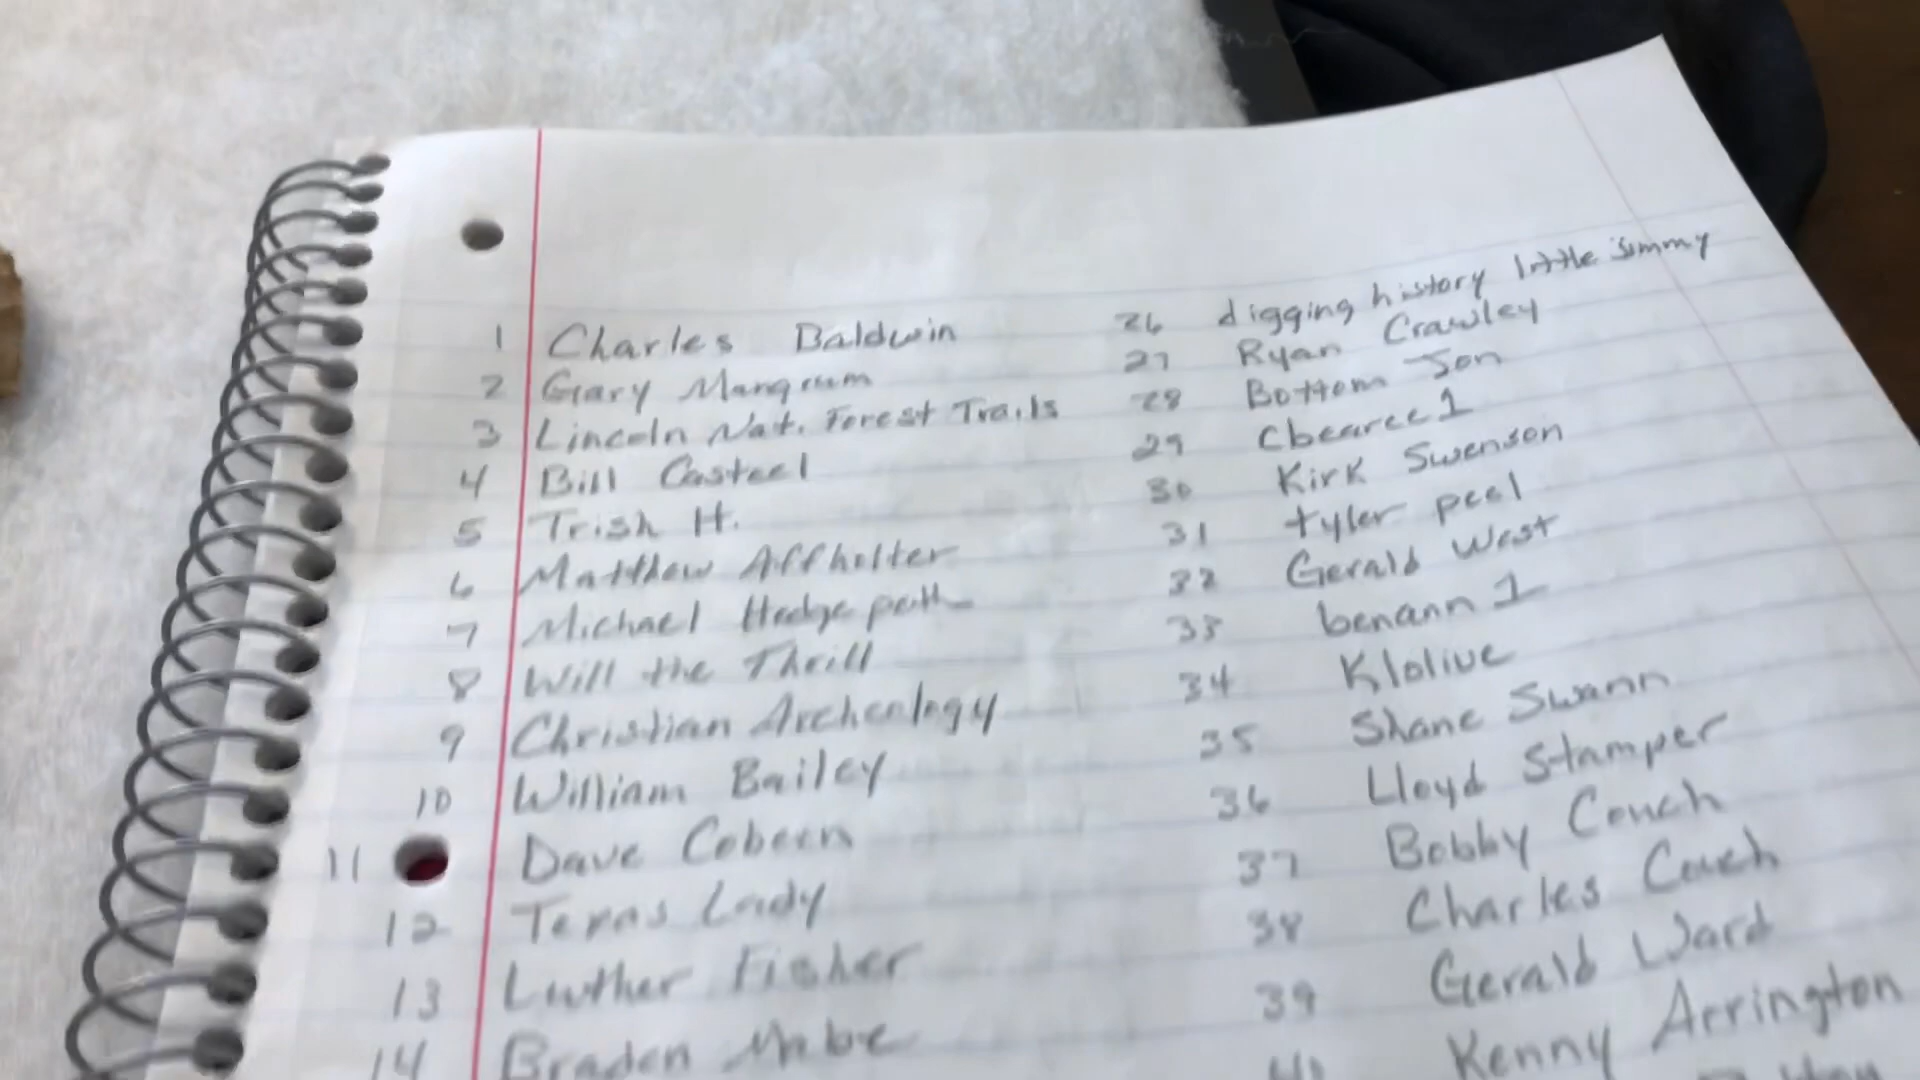 1 Charles Baldwin
2 Gary Mangrum
3 Lincoln Nat. Forest Trails
4 Bill Casteel
5 Trish H.
6 Matthew Affholter
7 Michael Hedgepath
8 Will the Thrill
9 Christian Archeology
10 William Bailey
11 Dave Cobeen
12 Texas Lady
13 Luther Fisher
14 Braden Mabe
26 digging history little jimmy
27 Ryan Crawley
28 Bottom Jon
29 Cbearce1
30 Kirk Swenson
31 tyler peel
32 Gerald West
33 benann 1
34 Klolive
35 Shane Swann
36 Lloyd Stamper
37 Bobby Couch
38 Charles Couch
39 Gerald Ward
Kenny Arrington